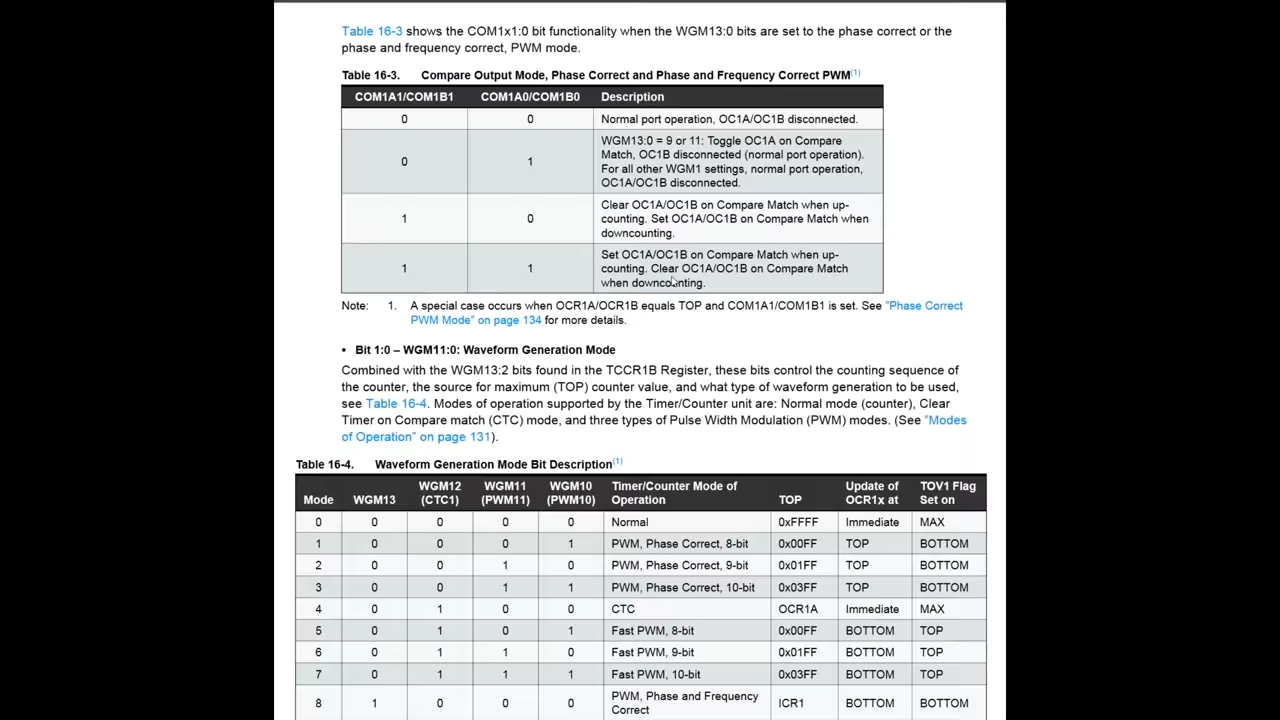 Table 16-3 shows the COM1x1:0 bit functionality when the WGM13:0 bits are set to the phase correct or the
phase and frequency correct, PWM mode.
Table 16-3. Compare Output Mode, Phase Correct and Phase and Frequency Correct PWM(1)
COM1A1/COM1B1 COM1A0/COM1B0 Description
0 0 Normal port operation, OC1A/OC1B disconnected.
0 1 WGM13:0 = 9 or 11: Toggle OC1A on Compare
Match, OC1B disconnected (normal port operation).
For all other WGM1 settings, normal port operation,
OC1A/OC1B disconnected.
1 0 Clear OC1A/OC1B on Compare Match when up-
counting. Set OC1A/OC1B on Compare Match when
downcounting.
1 1 Set OC1A/OC1B on Compare Match when up-
counting. Clear OC1A/OC1B on Compare Match
when downcounting.
Note: 1. A special case occurs when OCR1A/OCR1B equals TOP and COM1A1/COM1B1 is set. See "Phase Correct
PWM Mode" on page 134 for more details.
• Bit 1:0 – WGM11:0: Waveform Generation Mode
Combined with the WGM13:2 bits found in the TCCR1B Register, these bits control the counting sequence of
the counter, the source for maximum (TOP) counter value, and what type of waveform generation to be used,
see Table 16-4. Modes of operation supported by the Timer/Counter unit are: Normal mode (counter), Clear
Timer on Compare match (CTC) mode, and three types of Pulse Width Modulation (PWM) modes. (See "Modes
of Operation" on page 131).
Table 16-4. Waveform Generation Mode Bit Description(1)
Mode WGM13 WGM12 (CTC1) WGM11 (PWM11) WGM10 (PWM10) Timer/Counter Mode of Operation TOP Update of OCR1x at TOV1 Flag Set on
0 0 0 0 0 Normal 0xFFFF Immediate MAX
1 0 0 0 1 PWM, Phase Correct, 8-bit 0x00FF TOP BOTTOM
2 0 0 1 0 PWM, Phase Correct, 9-bit 0x01FF TOP BOTTOM
3 0 0 1 1 PWM, Phase Correct, 10-bit 0x03FF TOP BOTTOM
4 0 1 0 0 CTC OCR1A Immediate MAX
5 0 1 0 1 Fast PWM, 8-bit 0x00FF BOTTOM TOP
6 0 1 1 0 Fast PWM, 9-bit 0x01FF BOTTOM TOP
7 0 1 1 1 Fast PWM, 10-bit 0x03FF BOTTOM TOP
8 1 0 0 0 PWM, Phase and Frequency Correct ICR1 BOTTOM BOTTOM